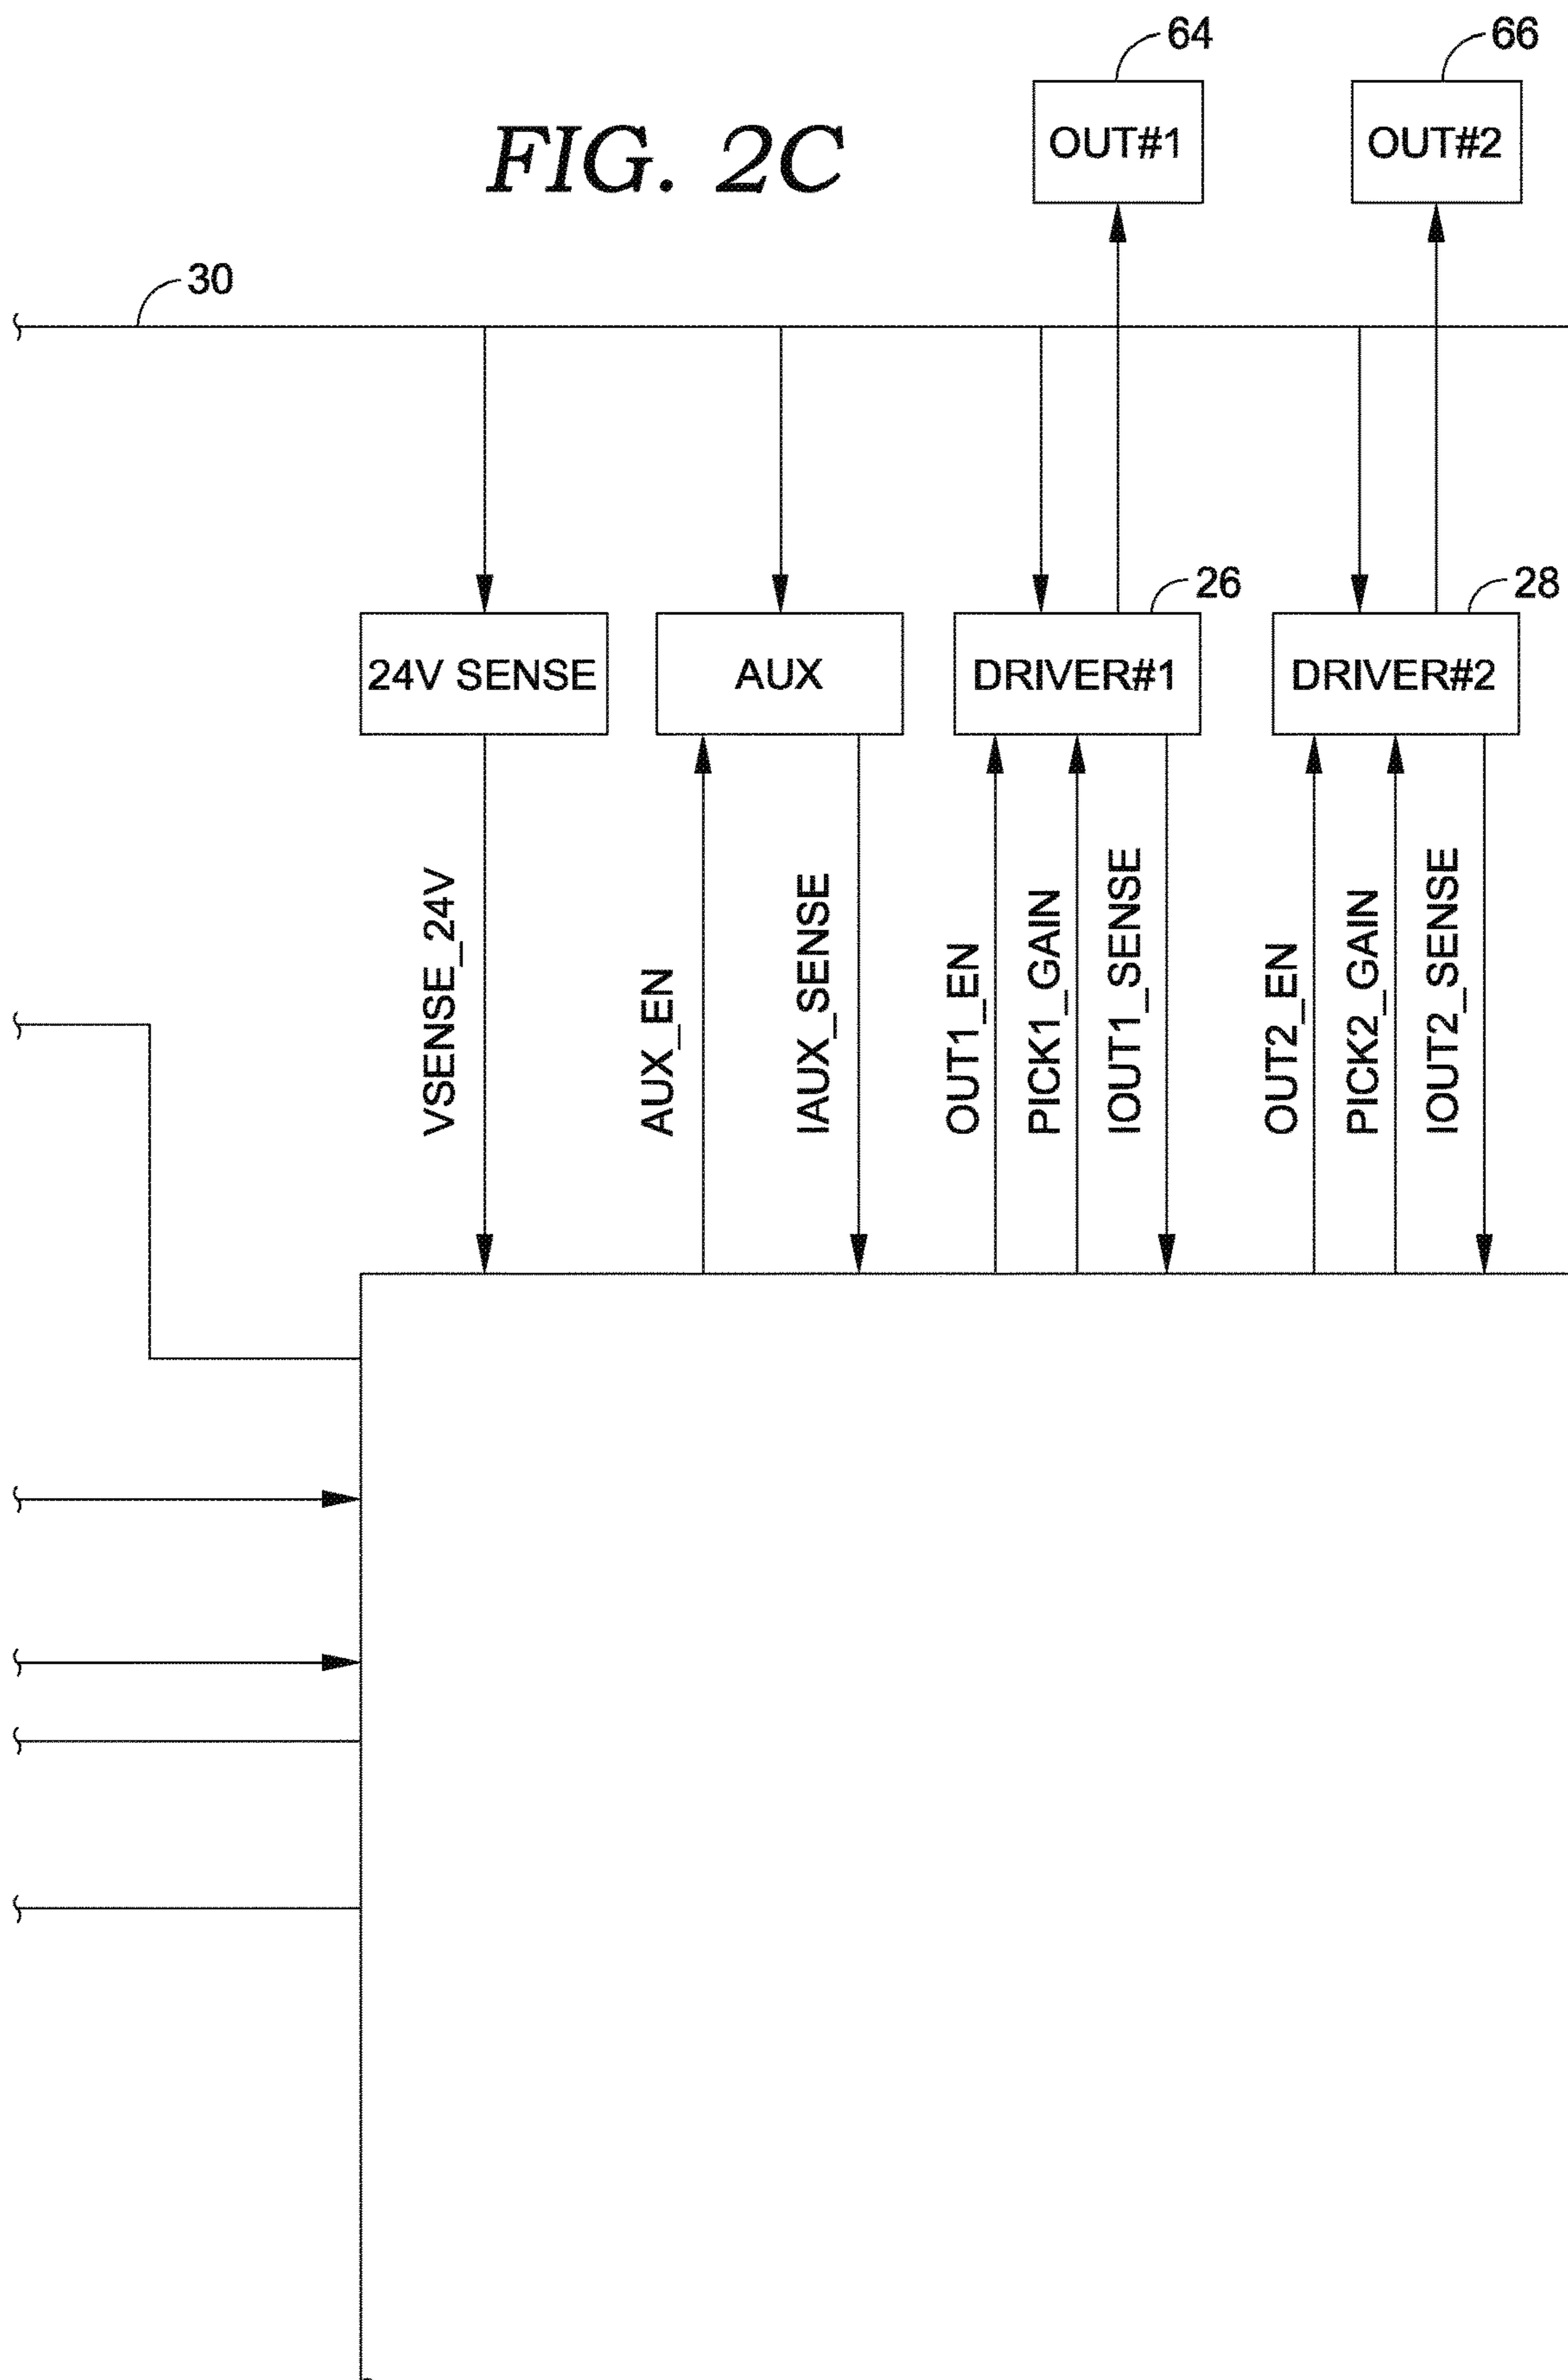 64
66
OUT#1
OUT#2
FIG. 2C
30
26
28
24V SENSE
AUX
DRIVER#1
DRIVER#2
VSENSE_24V
AUX_EN
IAUX_SENSE
OUT1_EN
PICK1_GAIN
IOUT1_SENSE
OUT2_EN
PICK2_GAIN
IOUT2_SENSE